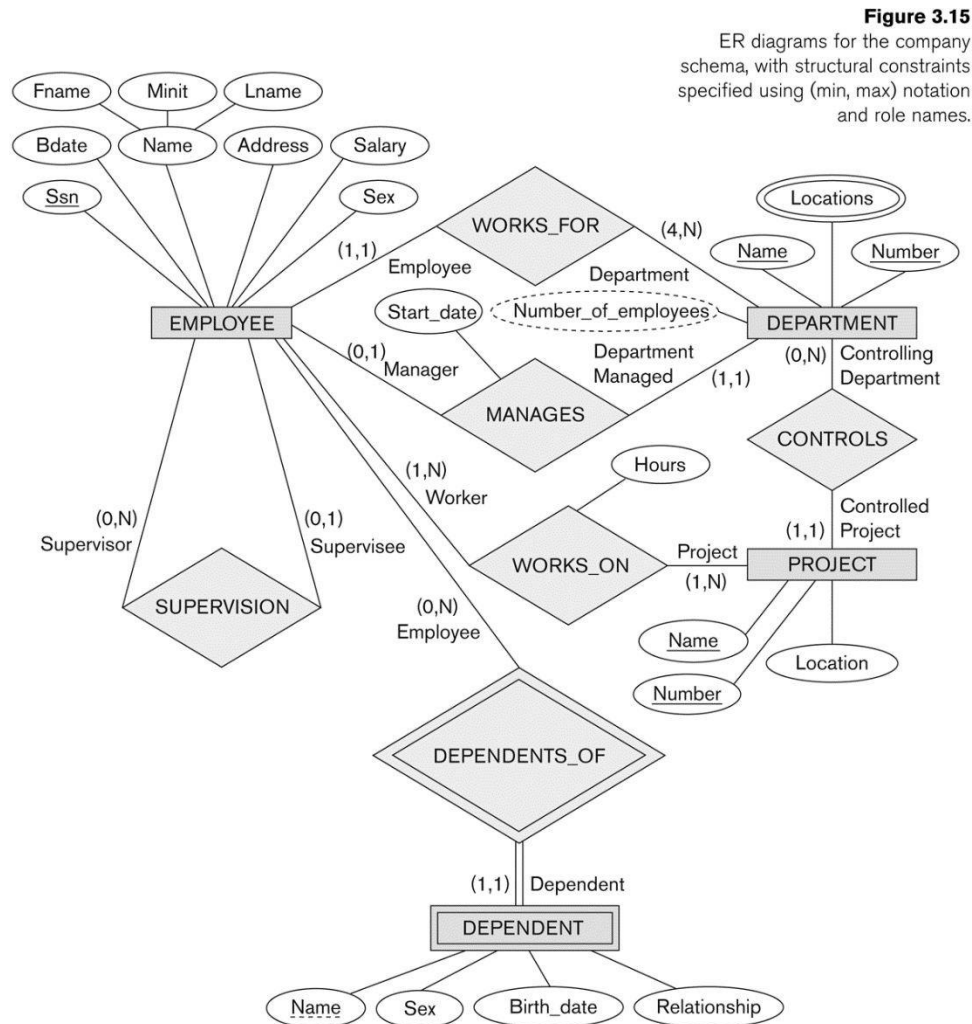 Figure 3.15
ER diagrams for the company
schema, with structural constraints
specified using (min, max) notation
and role names.
Fname
Minit
Lname
Bdate
Name
Address
Salary
Ssn
Sex
WORKS_FOR
Locations
Name
Number
(1,1)
Employee
(4,N)
Department
Start_date
Number_of_employees
EMPLOYEE
DEPARTMENT
(0,1)
Manager
Department
Managed
(1,1)
MANAGES
(0,N)
Controlling
Department
CONTROLS
Hours
(1,N)
Worker
(0,N)
Supervisor
(0,1)
Supervisee
SUPERVISION
WORKS_ON
Project
(1,N)
Controlled
Project
(1,1)
PROJECT
Name
Number
Location
(0,N)
Employee
DEPENDENTS_OF
(1,1)
Dependent
DEPENDENT
Name
Sex
Birth_date
Relationship